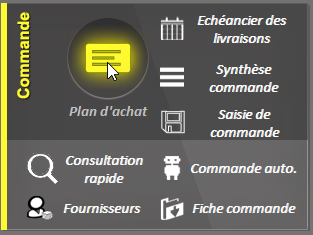 Commande
Plan d'achat
Echéancier des
livraisons
Synthèse
commande
Saisie de
commande
Consultation
rapide
Commande auto.
Fournisseurs
Fiche commande